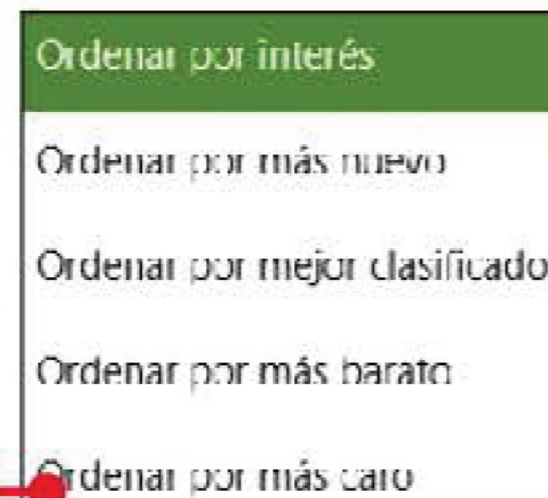 Ordenar por interés
Ordenar por más nuevo
Ordenar por mejor clasificado
Ordenar por más barato
Ordenar por más caro